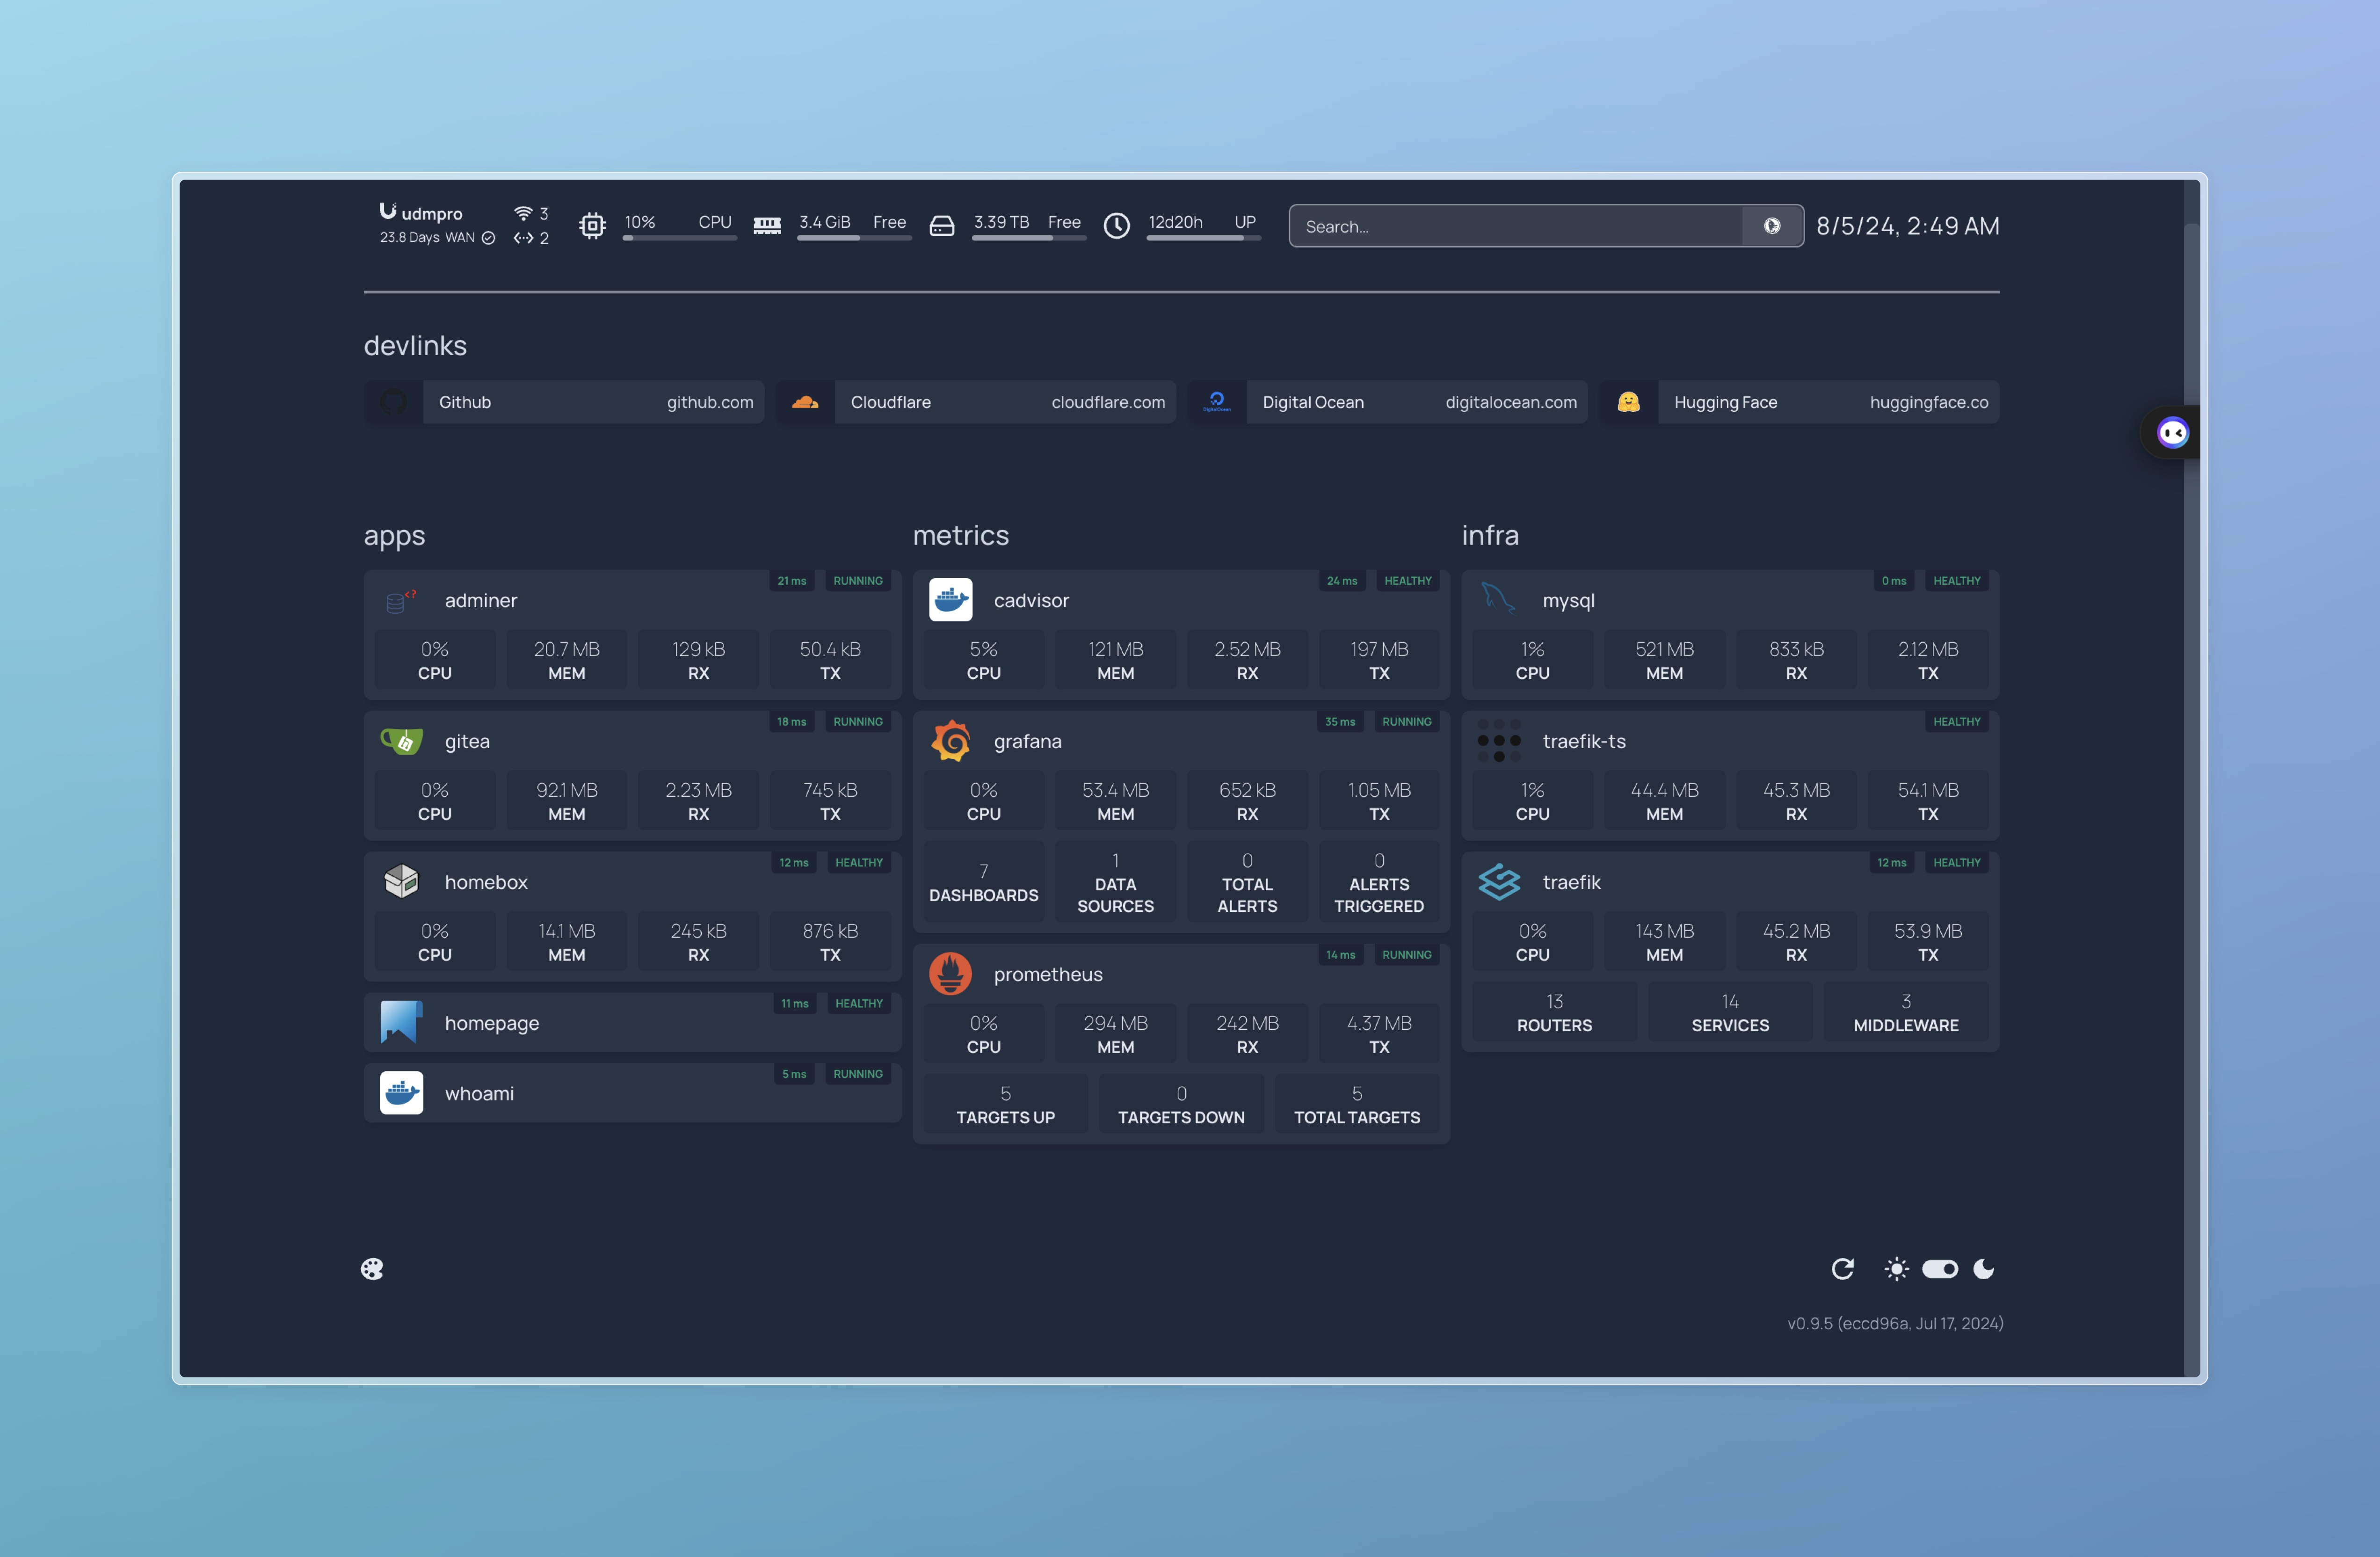 udmpro
23.8 Days WAN
3
2
10% CPU
3.4 GiB Free
3.39 TB Free
12d20h UP
Search...
8/5/24, 2:49 AM
devlinks
Github github.com
Cloudflare cloudflare.com
DigitalOcean
Digital Ocean digitalocean.com
Hugging Face huggingface.co
apps
adminer
21 ms RUNNING
0% 20.7 MB 129 kB 50.4 kB
CPU MEM RX TX
gitea
18 ms RUNNING
0% 92.1 MB 2.23 MB 745 kB
CPU MEM RX TX
homebox
12 ms HEALTHY
0% 14.1 MB 245 kB 876 kB
CPU MEM RX TX
homepage
11 ms HEALTHY
whoami
5 ms RUNNING
metrics
cadvisor
24 ms HEALTHY
5% 121 MB 2.52 MB 197 MB
CPU MEM RX TX
grafana
35 ms RUNNING
0% 53.4 MB 652 kB 1.05 MB
CPU MEM RX TX
7
DASHBOARDS
1
DATA
SOURCES
0
TOTAL
ALERTS
0
ALERTS
TRIGGERED
prometheus
14 ms RUNNING
0% 294 MB 242 MB 4.37 MB
CPU MEM RX TX
5 0 5
TARGETS UP TARGETS DOWN TOTAL TARGETS
infra
mysql
0 ms HEALTHY
1% 521 MB 833 kB 2.12 MB
CPU MEM RX TX
traefik-ts
HEALTHY
1% 44.4 MB 45.3 MB 54.1 MB
CPU MEM RX TX
traefik
12 ms HEALTHY
0% 143 MB 45.2 MB 53.9 MB
CPU MEM RX TX
13 14 3
ROUTERS SERVICES MIDDLEWARE
v0.9.5 (eccd96a, Jul 17, 2024)